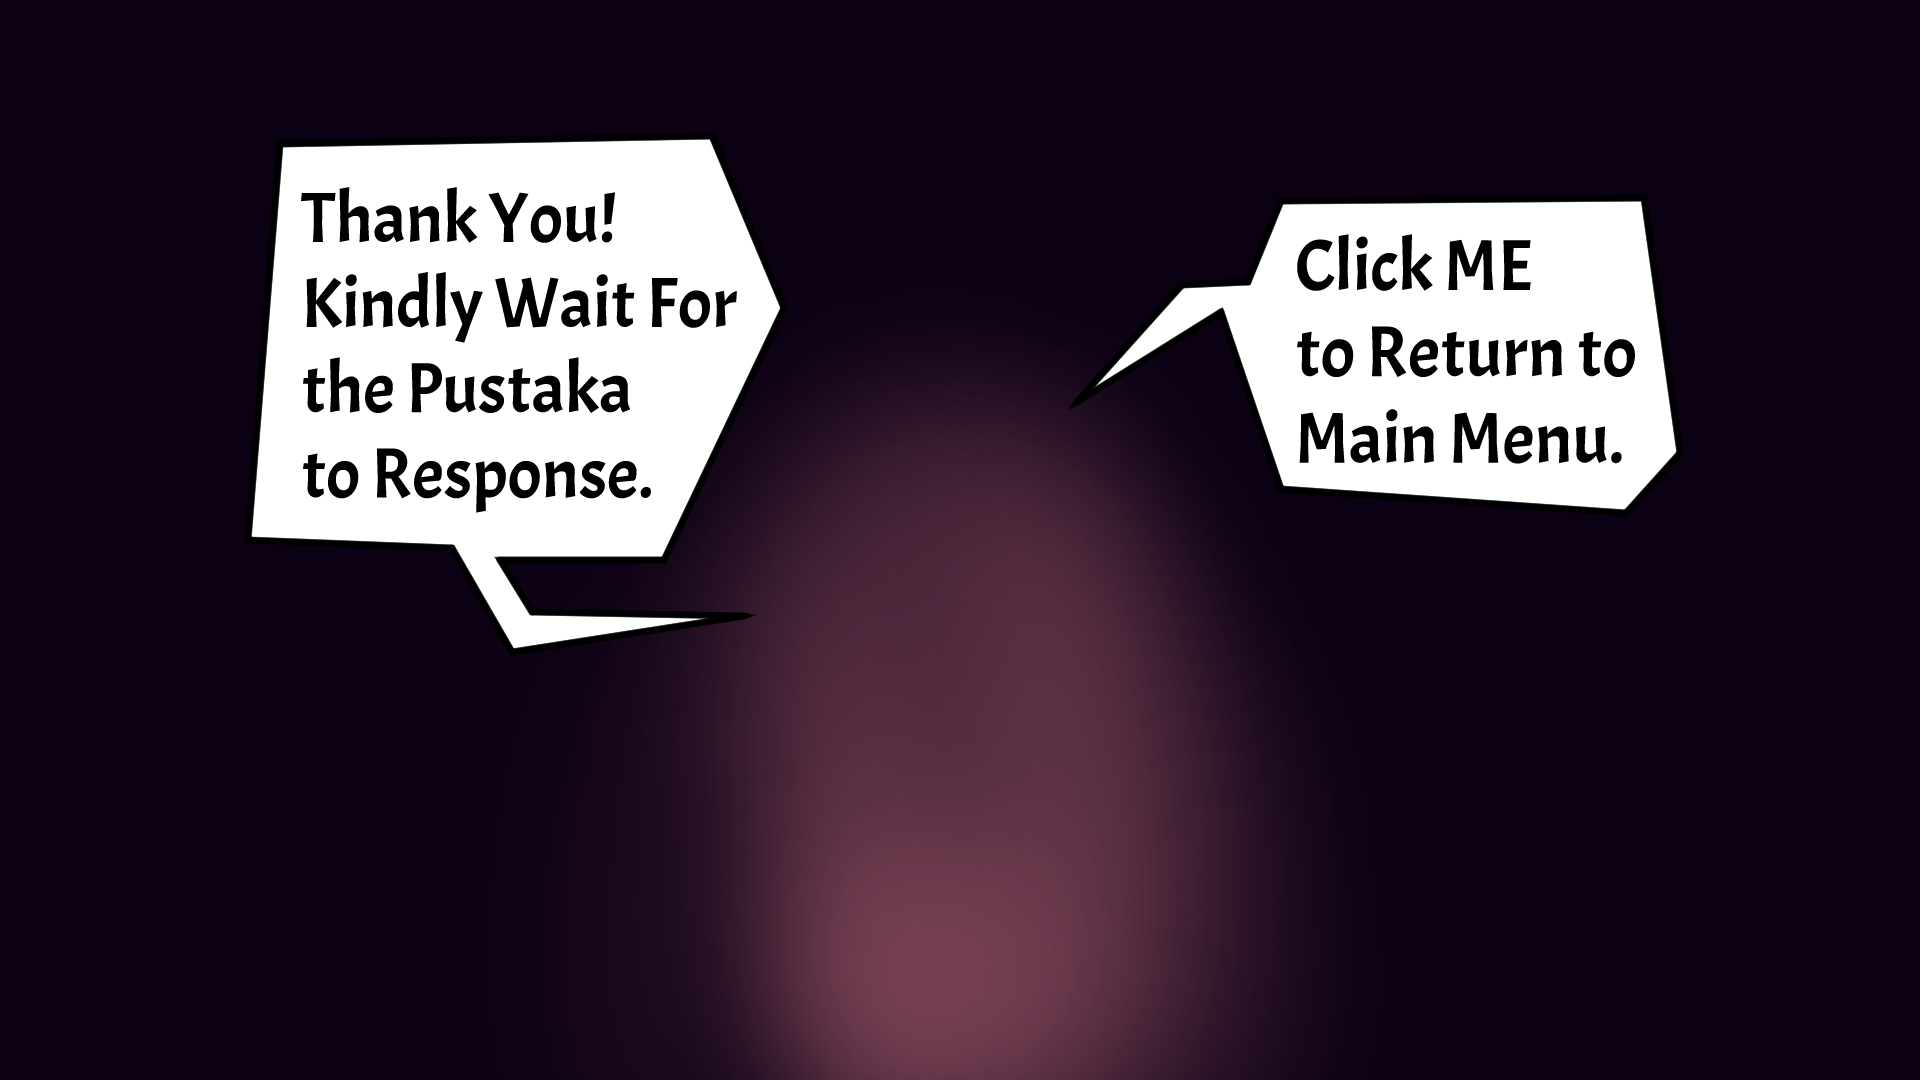 Thank You!
Kindly Wait For
the Pustaka
to Response.
Click ME
to Return to
Main Menu.